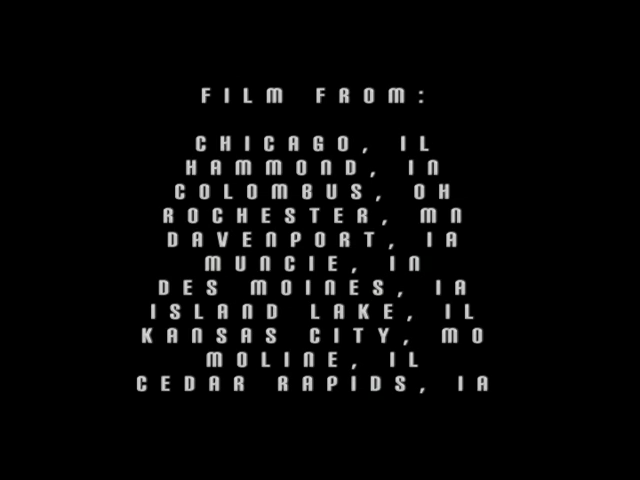 FILM FROM:
CHICAGO, IL
HAMMOND, IN
COLOMBUS, OH
ROCHESTER, MN
DAVENPORT, IA
MUNCIE, IN
DES MOINES, IA
ISLAND LAKE, IL
KANSAS CITY, MO
MOLINE, IL
CEDAR RAPIDS, IA